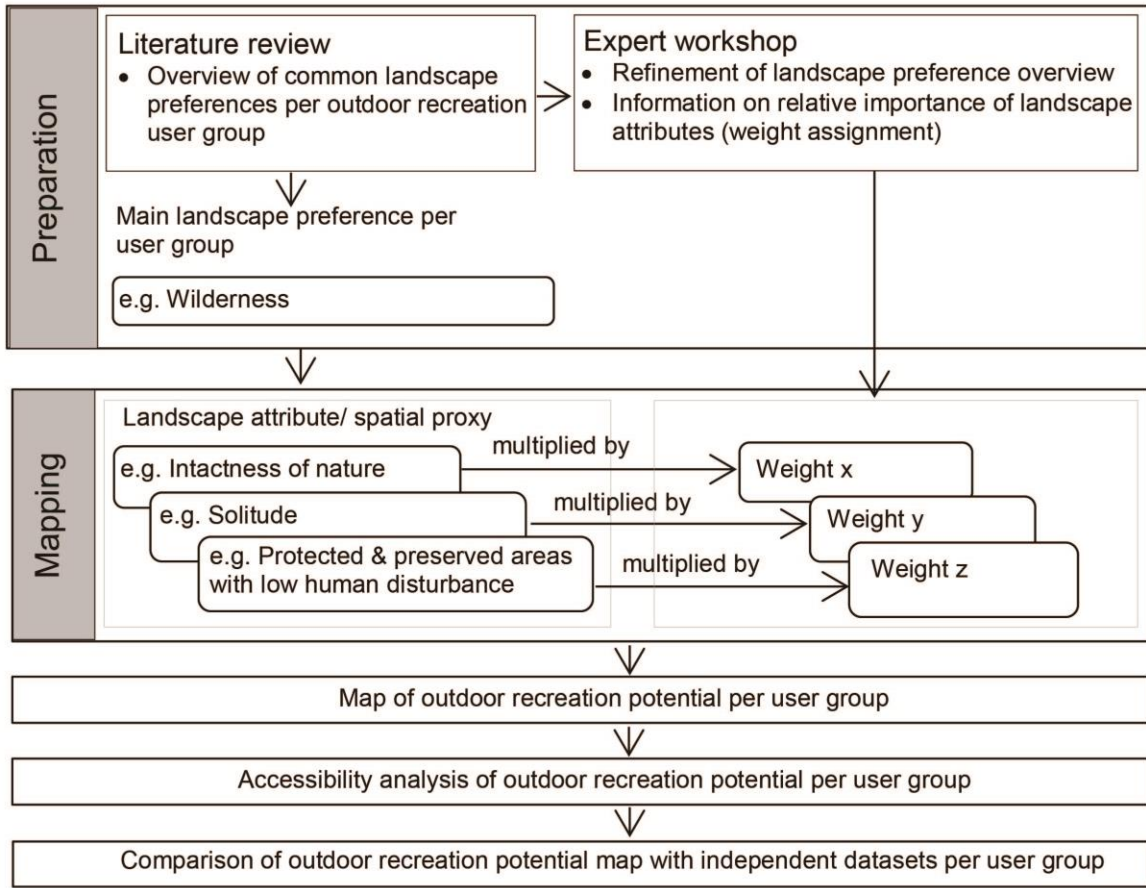 Preparation
Literature review
• Overview of common landscape
preferences per outdoor recreation
user group
Expert workshop
• Refinement of landscape preference overview
• Information on relative importance of landscape
attributes (weight assignment)
Main landscape preference per
user group
e.g. Wilderness
Mapping
Landscape attribute/ spatial proxy
e.g. Intactness of nature
multiplied by
Weight x
e.g. Solitude
multiplied by
Weight y
e.g. Protected & preserved areas
with low human disturbance
multiplied by
Weight z
Map of outdoor recreation potential per user group
Accessibility analysis of outdoor recreation potential per user group
Comparison of outdoor recreation potential map with independent datasets per user group